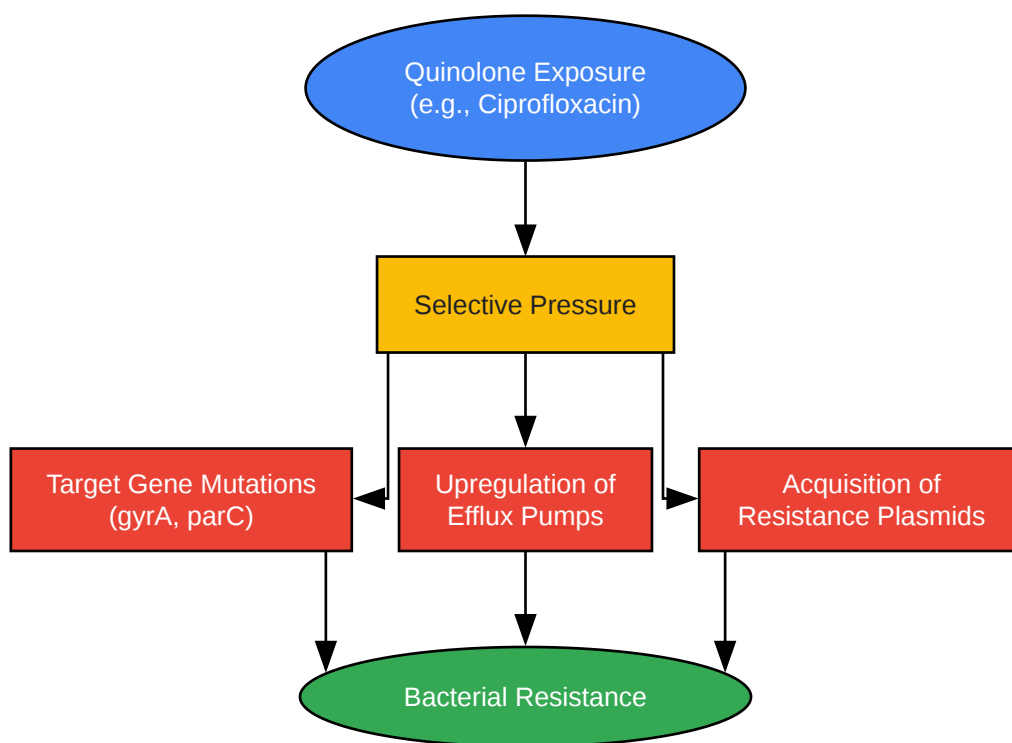 Quinolone Exposure
(e.g., Ciprofloxacin)
Selective Pressure
Target Gene Mutations
(gyrA, parC)
Upregulation of
Efflux Pumps
Acquisition of
Resistance Plasmids
Bacterial Resistance